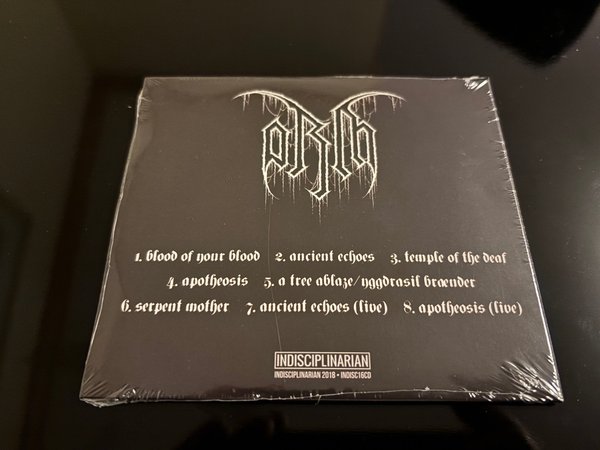 ORM
1. blood of your blood 2. ancient echoes 3. temple of the deaf
4. apotheosis 5. a tree ablaze/yggdrasil brænder
6. serpent mother 7. ancient echoes (live) 8. apotheosis (live)
INDISCIPLINARIAN
INDISCIPLINARIAN 2018 • INDISC16CD